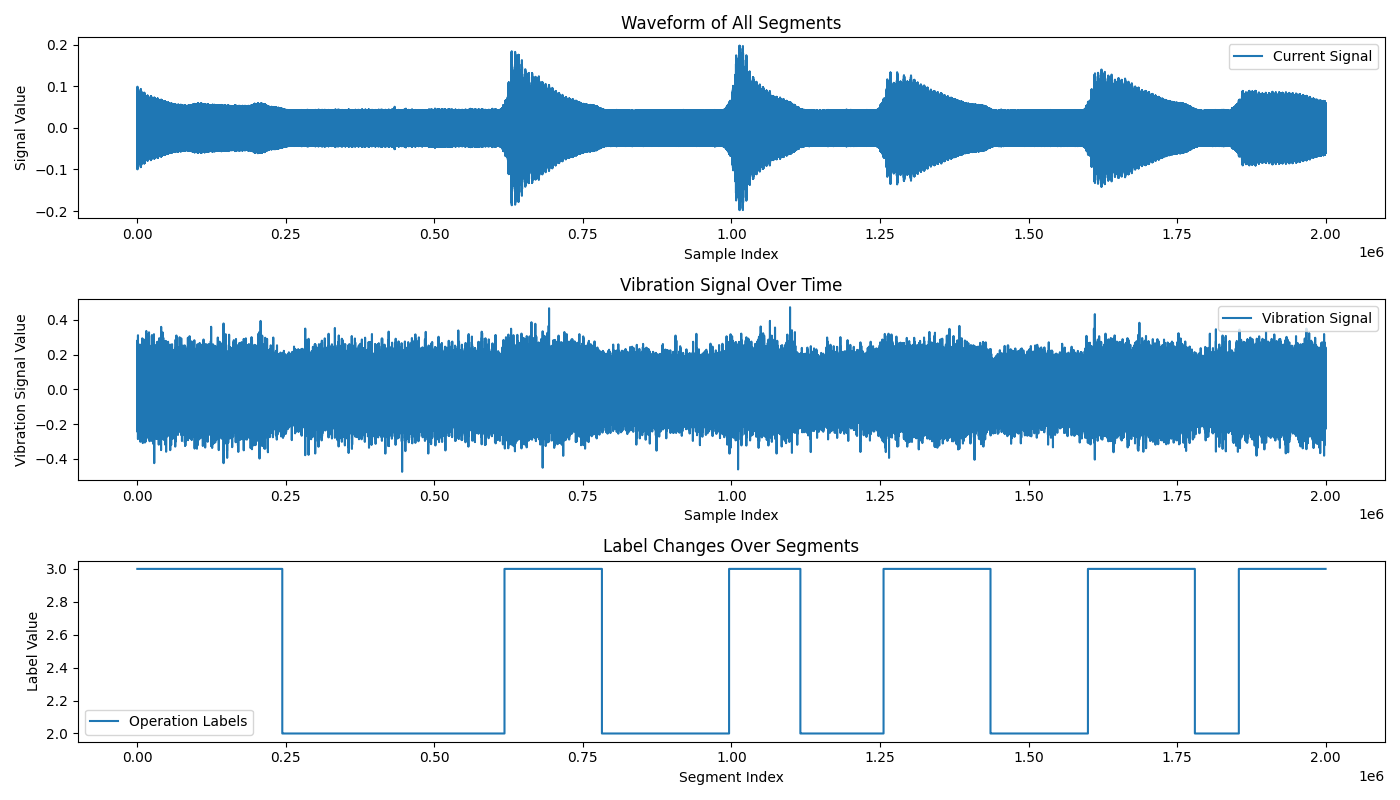 Waveform of All Segments
Signal Value
0.2
0.1
0.0
−0.1
−0.2
Current Signal
0.00 0.25 0.50 0.75 1.00 1.25 1.50 1.75 2.00
1e6
Sample Index
Vibration Signal Over Time
Vibration Signal Value
0.4
0.2
0.0
−0.2
−0.4
Vibration Signal
0.00 0.25 0.50 0.75 1.00 1.25 1.50 1.75 2.00
1e6
Sample Index
Label Changes Over Segments
Label Value
3.0
2.8
2.6
2.4
2.2
2.0
Operation Labels
0.00 0.25 0.50 0.75 1.00 1.25 1.50 1.75 2.00
1e6
Segment Index